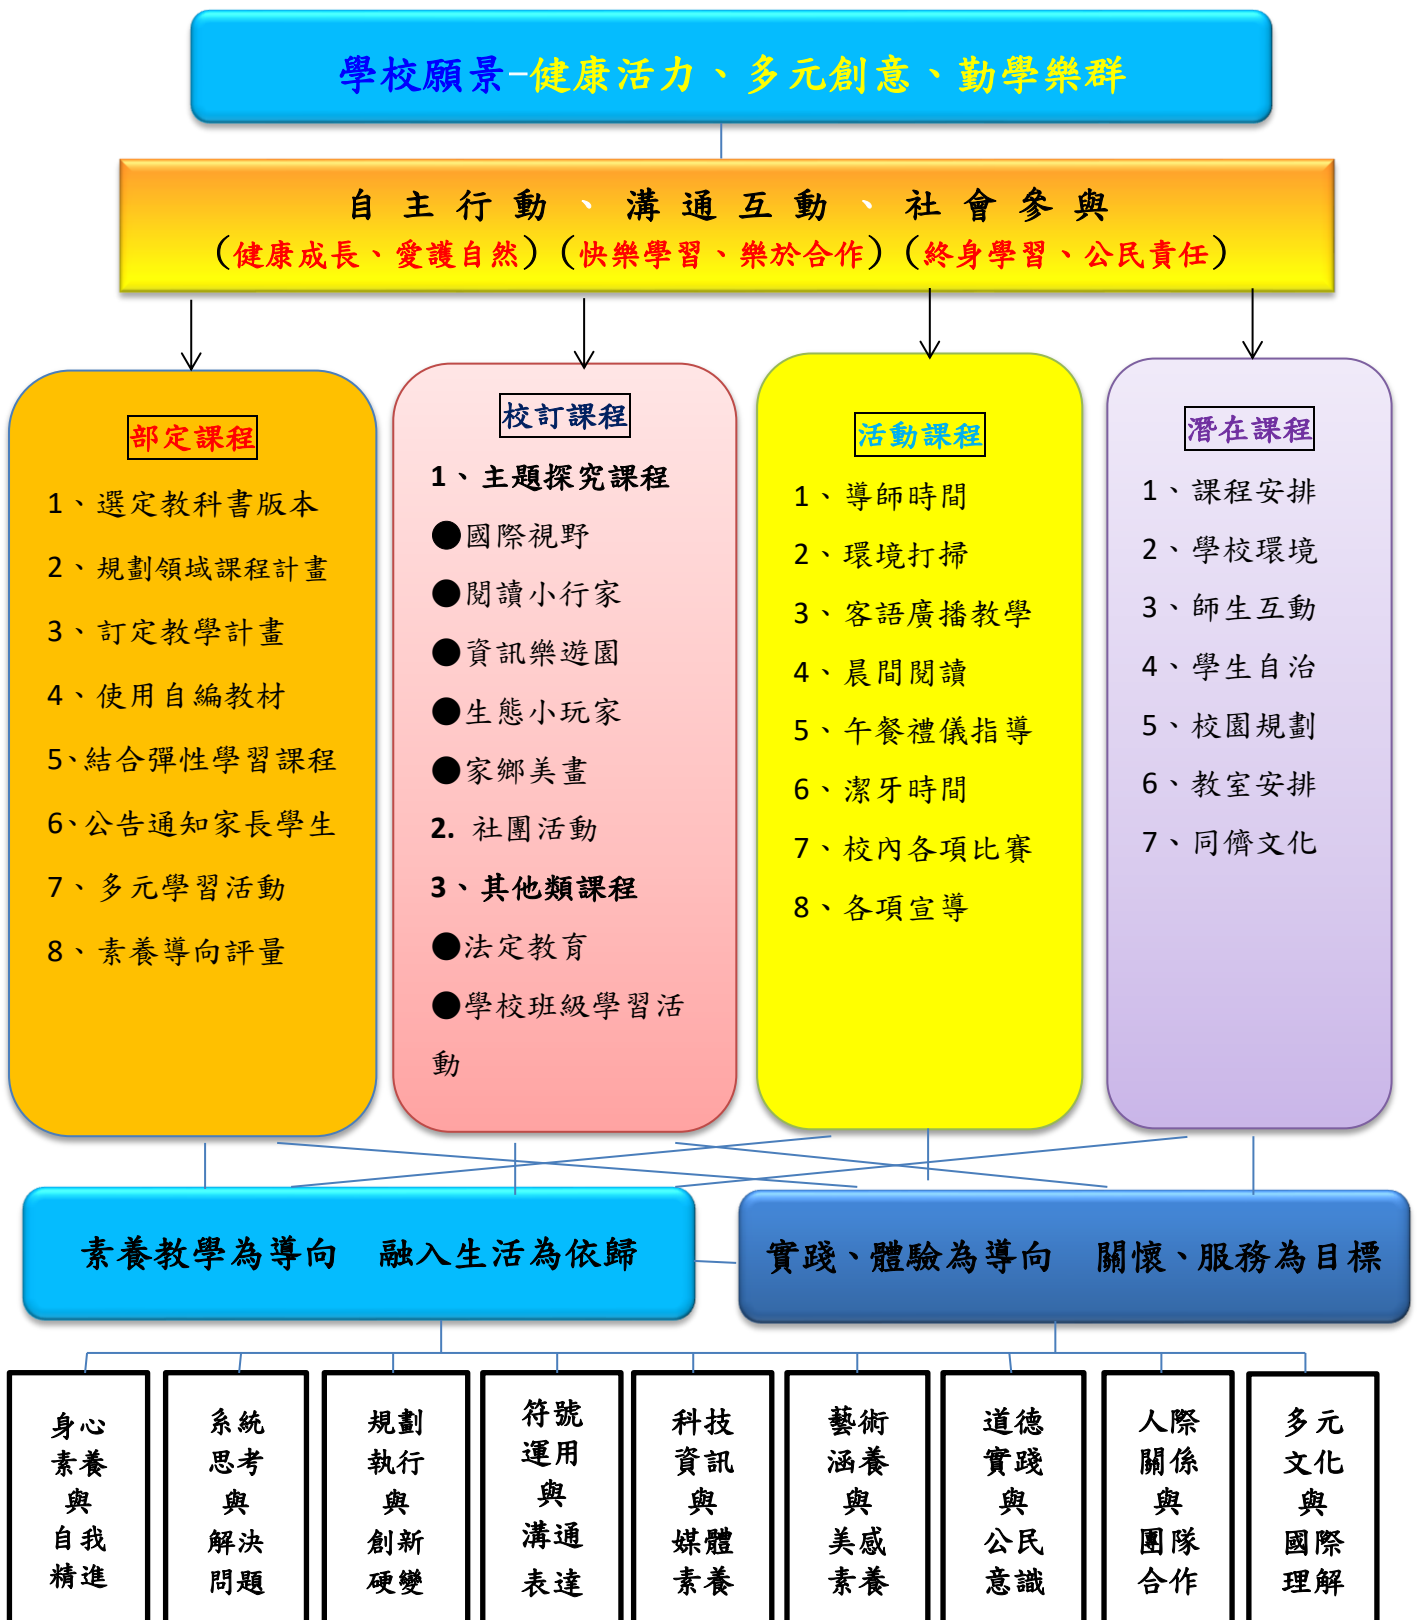 學校願景-健康活力、多元創意、勤學樂群
自主行動、溝通互動、社會參與
(健康成長、愛護自然)(快樂學習、樂於合作)(終身學習、公民責任)
部定課程
1、選定教科書版本
2、規劃領域課程計畫
3、訂定教學計畫
4、使用自編教材
5、結合彈性學習課程
6、公告通知家長學生
7、多元學習活動
8、素養導向評量
校訂課程
1、主題探究課程
●國際視野
●閱讀小行家
●資訊樂遊園
●生態小玩家
●家鄉美畫
2. 社團活動
3、其他類課程
●法定教育
●學校班級學習活
動
活動課程
1、導師時間
2、環境打掃
3、客語廣播教學
4、晨間閱讀
5、午餐禮儀指導
6、潔牙時間
7、校內各項比賽
8、各項宣導
潛在課程
1、課程安排
2、學校環境
3、師生互動
4、學生自治
5、校園規劃
6、教室安排
7、同儕文化
素養教學為導向　融入生活為依歸
實踐、體驗為導向　關懷、服務為目標
身心
素養
與
自我
精進
系統
思考
與
解決
問題
規劃
執行
與
創新
硬變
符號
運用
與
溝通
表達
科技
資訊
與
媒體
素養
藝術
涵養
與
美感
素養
道德
實踐
與
公民
意識
人際
關係
與
團隊
合作
多元
文化
與
國際
理解